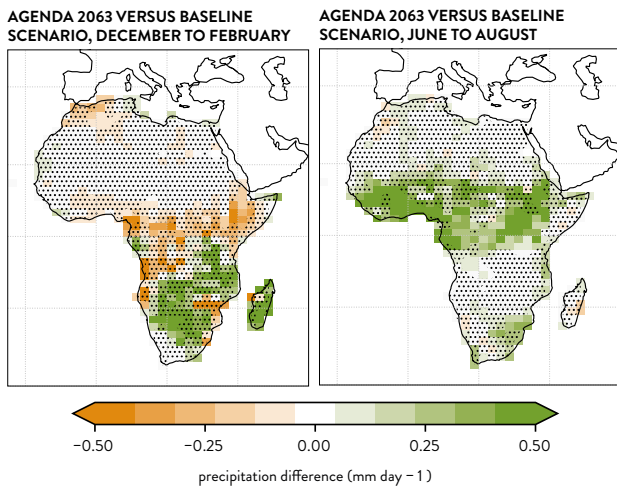 AGENDA 2063 VERSUS BASELINE
SCENARIO, DECEMBER TO FEBRUARY
AGENDA 2063 VERSUS BASELINE
SCENARIO, JUNE TO AUGUST
−0.50 −0.25 0.00 0.25 0.50
precipitation difference (mm day − 1 )